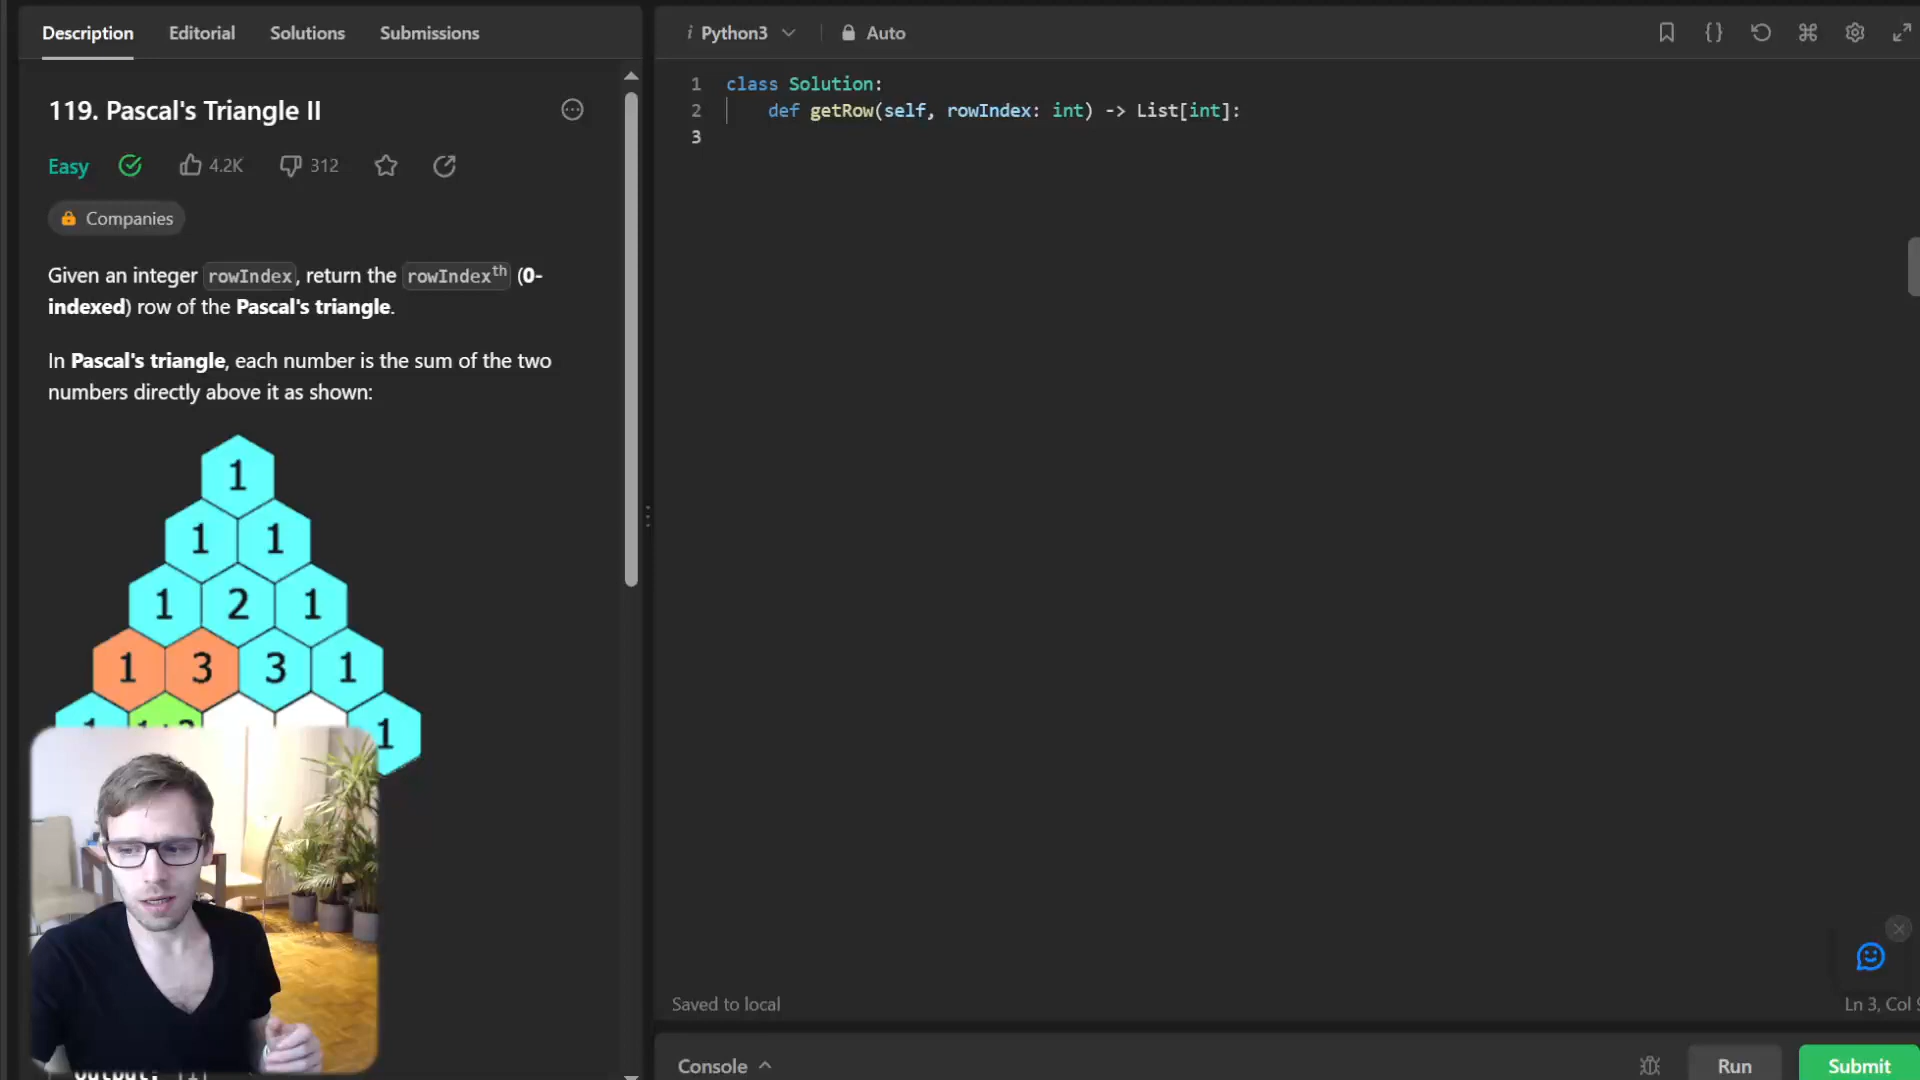 Description Editorial Solutions Submissions
119. Pascal's Triangle II
Easy 4.2K 312
Companies
Given an integer rowIndex, return the rowIndexth (0-
indexed) row of the Pascal's triangle.
In Pascal's triangle, each number is the sum of the two
numbers directly above it as shown:
1
1 1
1 2 1
1 3 3 1
1 1
i Python3 Auto
1 class Solution:
2 def getRow(self, rowIndex: int) -> List[int]:
3
Saved to local
Ln 3, Col
Console Run Submit